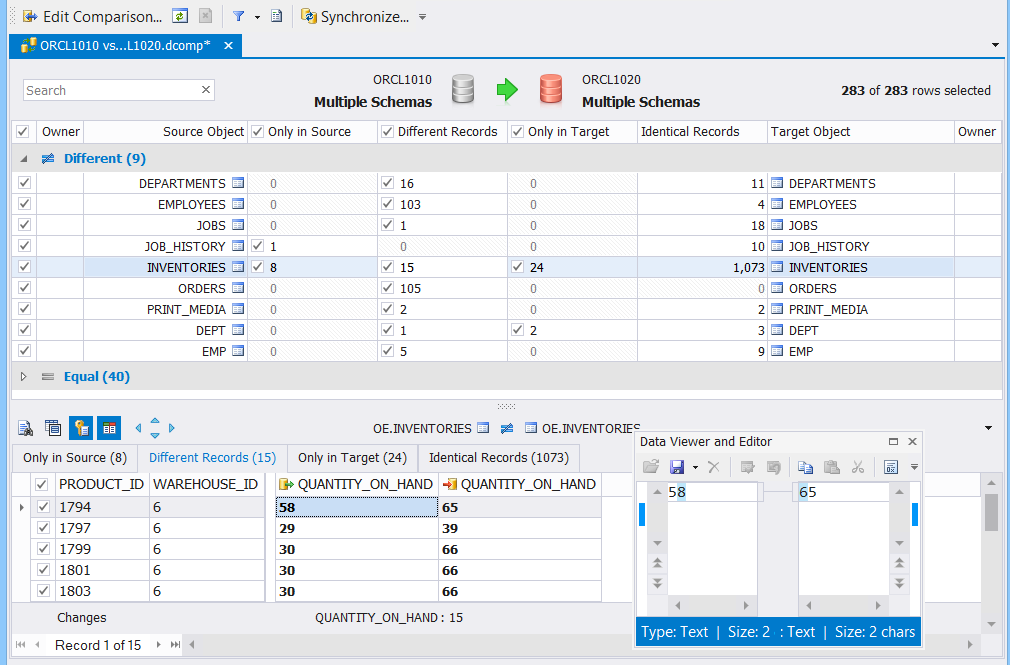 Edit Comparison... Synchronize...
ORCL1010 vs...L1020.dcomp*
Search
ORCL1010
Multiple Schemas
ORCL1020
Multiple Schemas
283 of 283 rows selected
Owner Source Object Only in Source Different Records Only in Target Identical Records Target Object Owner
Different (9)
DEPARTMENTS 0 16 0 11 DEPARTMENTS
EMPLOYEES 0 103 0 4 EMPLOYEES
JOBS 0 1 0 18 JOBS
JOB_HISTORY 1 0 0 10 JOB_HISTORY
INVENTORIES 8 15 24 1,073 INVENTORIES
ORDERS 0 105 0 0 ORDERS
PRINT_MEDIA 0 2 0 2 PRINT_MEDIA
DEPT 0 1 2 3 DEPT
EMP 0 5 0 9 EMP
Equal (40)
OE.INVENTORIES OE.INVENTORIES
Only in Source (8) Different Records (15) Only in Target (24) Identical Records (1073)
PRODUCT_ID WAREHOUSE_ID QUANTITY_ON_HAND QUANTITY_ON_HAND
1794 6 58 65
1797 6 29 39
1799 6 30 66
1801 6 30 66
1803 6 30 66
Changes QUANTITY_ON_HAND : 15
Record 1 of 15
Data Viewer and Editor
58 65
Type: Text | Size: 2 : Text | Size: 2 chars